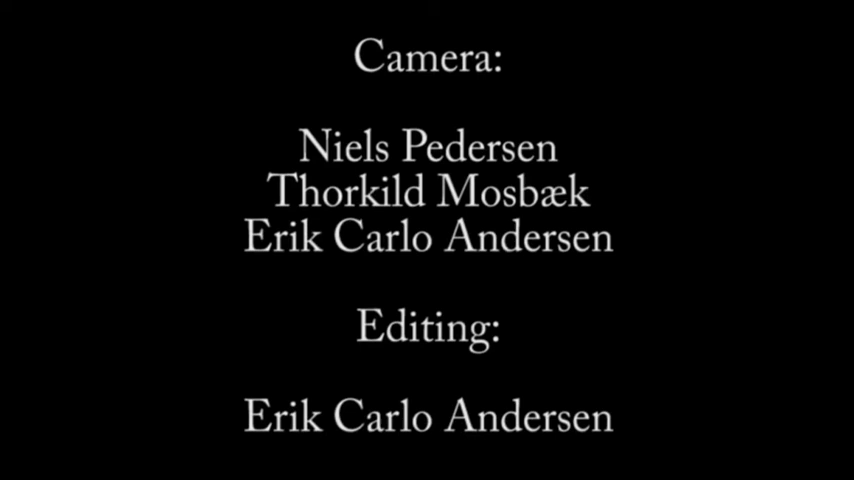 Camera:
Niels Pedersen
Thorkild Mosbæk
Erik Carlo Andersen
Editing:
Erik Carlo Andersen